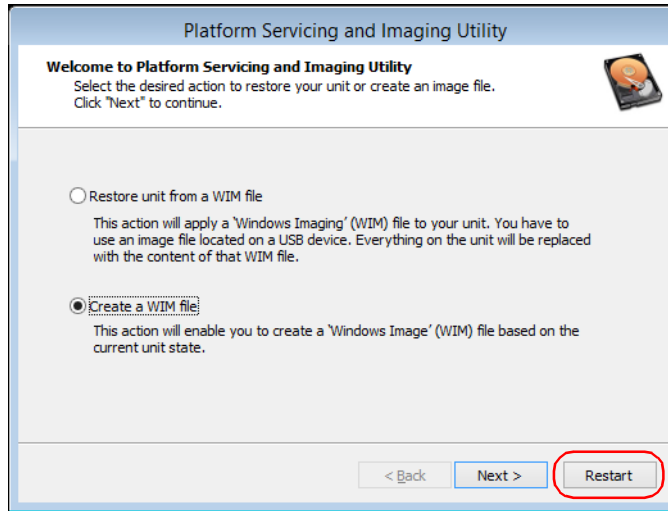 Platform Servicing and Imaging Utility
Welcome to Platform Servicing and Imaging Utility
Select the desired action to restore your unit or create an image file.
Click "Next" to continue.
Restore unit from a WIM file
This action will apply a 'Windows Imaging' (WIM) file to your unit. You have to
use an image file located on a USB device. Everything on the unit will be replaced
with the content of that WIM file.
Create a WIM file
This action will enable you to create a 'Windows Image' (WIM) file based on the
current unit state.
< Back Next > Restart